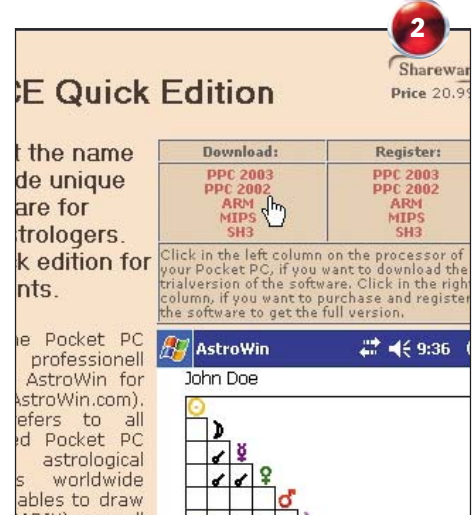 2
Sharewar
Price 20.99
CE Quick Edition
t the name
de unique
are for
trologers.
k edition for
nts.
Download:
Register:
PPC 2003
PPC 2002
ARM
MIPS
SH3
PPC 2003
PPC 2002
ARM
MIPS
SH3
Click in the left column on the processor of
your Pocket PC, if you want to download the
trialversion of the software. Click in the righ
column, if you want to purchase and register
the software to get the full version.
e Pocket PC
professionell
AstroWin for
AstroWin.com).
efers to all
d Pocket PC
astrological
s worldwide
ables to draw
AstroWin
9:36
John Doe